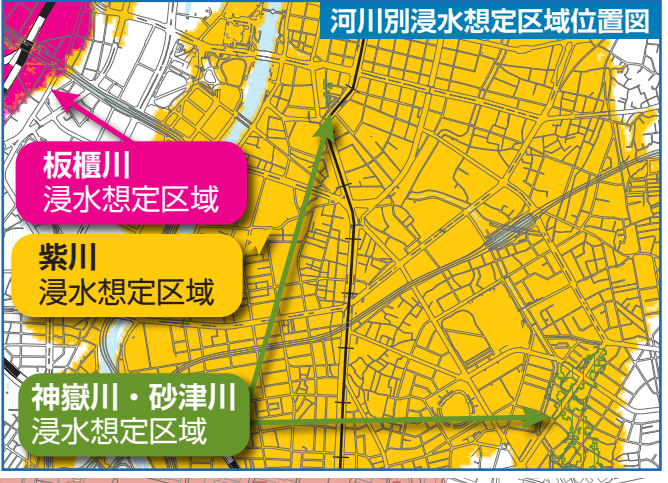 河川別浸水想定区域位置図
板櫃川
浸水想定区域
紫川
浸水想定区域
神嶽川・砂津川
浸水想定区域